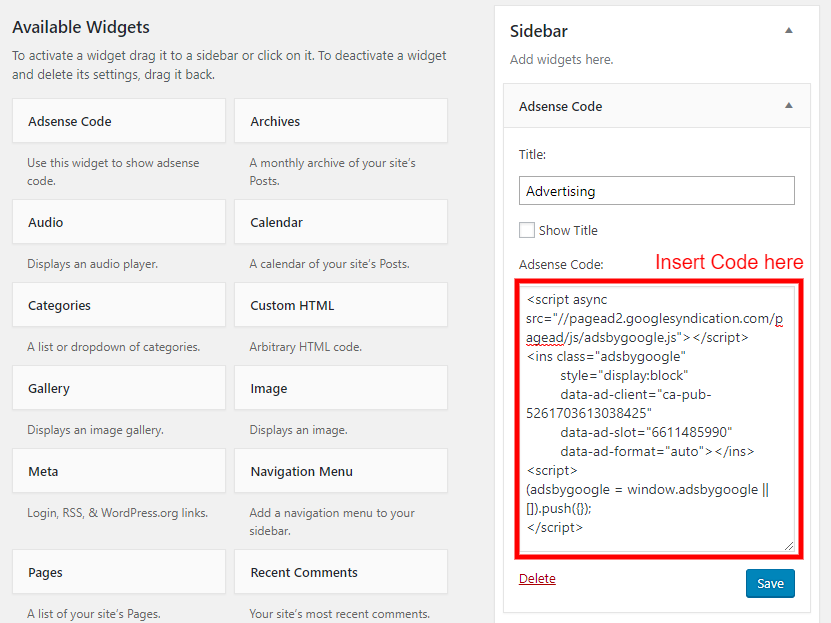 Available Widgets
To activate a widget drag it to a sidebar or click on it. To deactivate a widget
and delete its settings, drag it back.
Adsense Code
Use this widget to show adsense
code.
Archives
A monthly archive of your site's
Posts.
Audio
Displays an audio player.
Calendar
A calendar of your site's Posts.
Categories
A list or dropdown of categories.
Custom HTML
Arbitrary HTML code.
Gallery
Displays an image gallery.
Image
Displays an image.
Meta
Login, RSS, & WordPress.org links.
Navigation Menu
Add a navigation menu to your
sidebar.
Pages
A list of your site's Pages.
Recent Comments
Your site's most recent comments.
Sidebar
Add widgets here.
Adsense Code
Title:
Advertising
Show Title
Adsense Code:
Insert Code here
<script async
src="//pagead2.googlesyndication.com/p
agead/js/adsbygoogle.js"></script>
<ins class="adsbygoogle"
style="display:block"
data-ad-client="ca-pub-
5261703613038425"
data-ad-slot="6611485990"
data-ad-format="auto"></ins>
<script>
(adsbygoogle = window.adsbygoogle ||
[]).push({});
</script>
Delete
Save